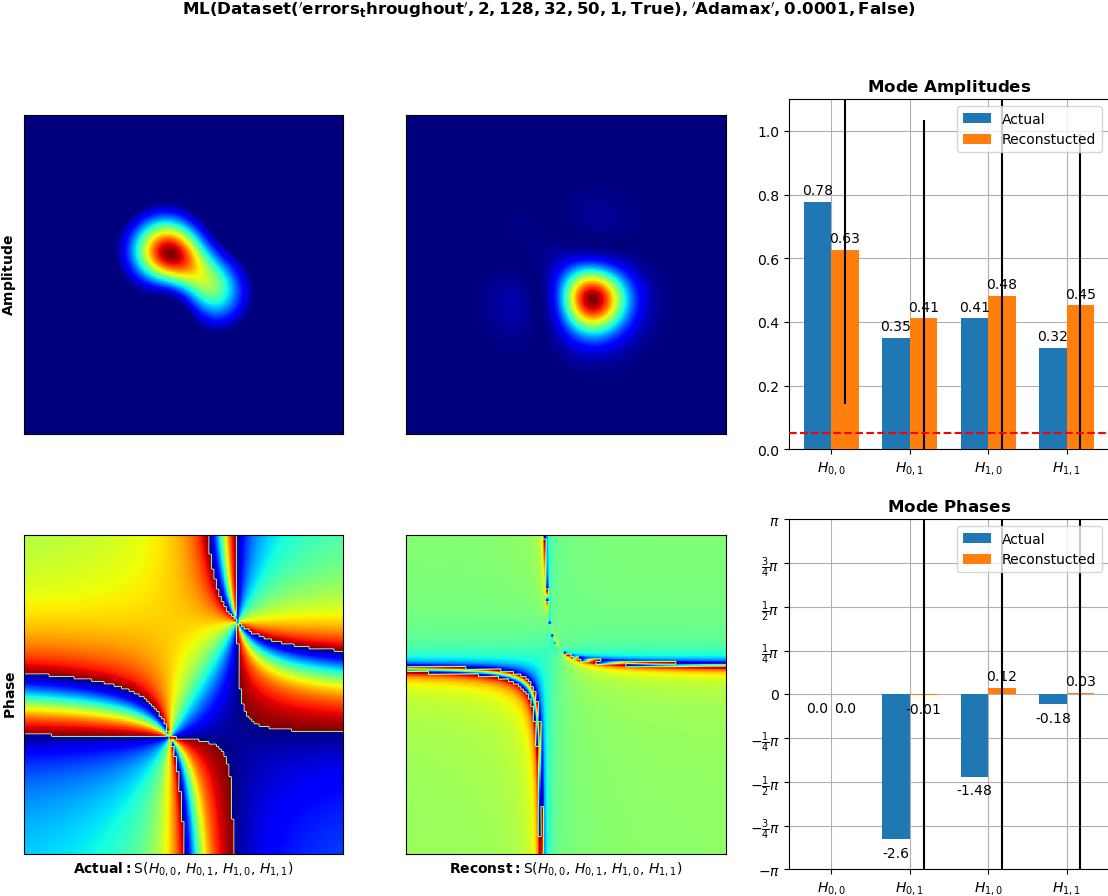 ML(Dataset('errors_throughout', 2, 128, 32, 50, 1, True), 'Adamax', 0.0001, False)
Amplitude
Mode Amplitudes
Actual
Reconstucted
1.0
0.8
0.6
0.4
0.2
0.0
0.78
0.63
0.35
0.41
0.41
0.48
0.32
0.45
H0,0
H0,1
H1,0
H1,1
Phase
Actual: S(H0,0, H0,1, H1,0, H1,1)
Reconst: S(H0,0, H0,1, H1,0, H1,1)
Mode Phases
Actual
Reconstucted
π
3/4π
1/2π
1/4π
0
−1/4π
−1/2π
−3/4π
−π
0.0
0.0
-2.6
-0.01
-1.48
0.12
-0.18
0.03
H0,0
H0,1
H1,0
H1,1